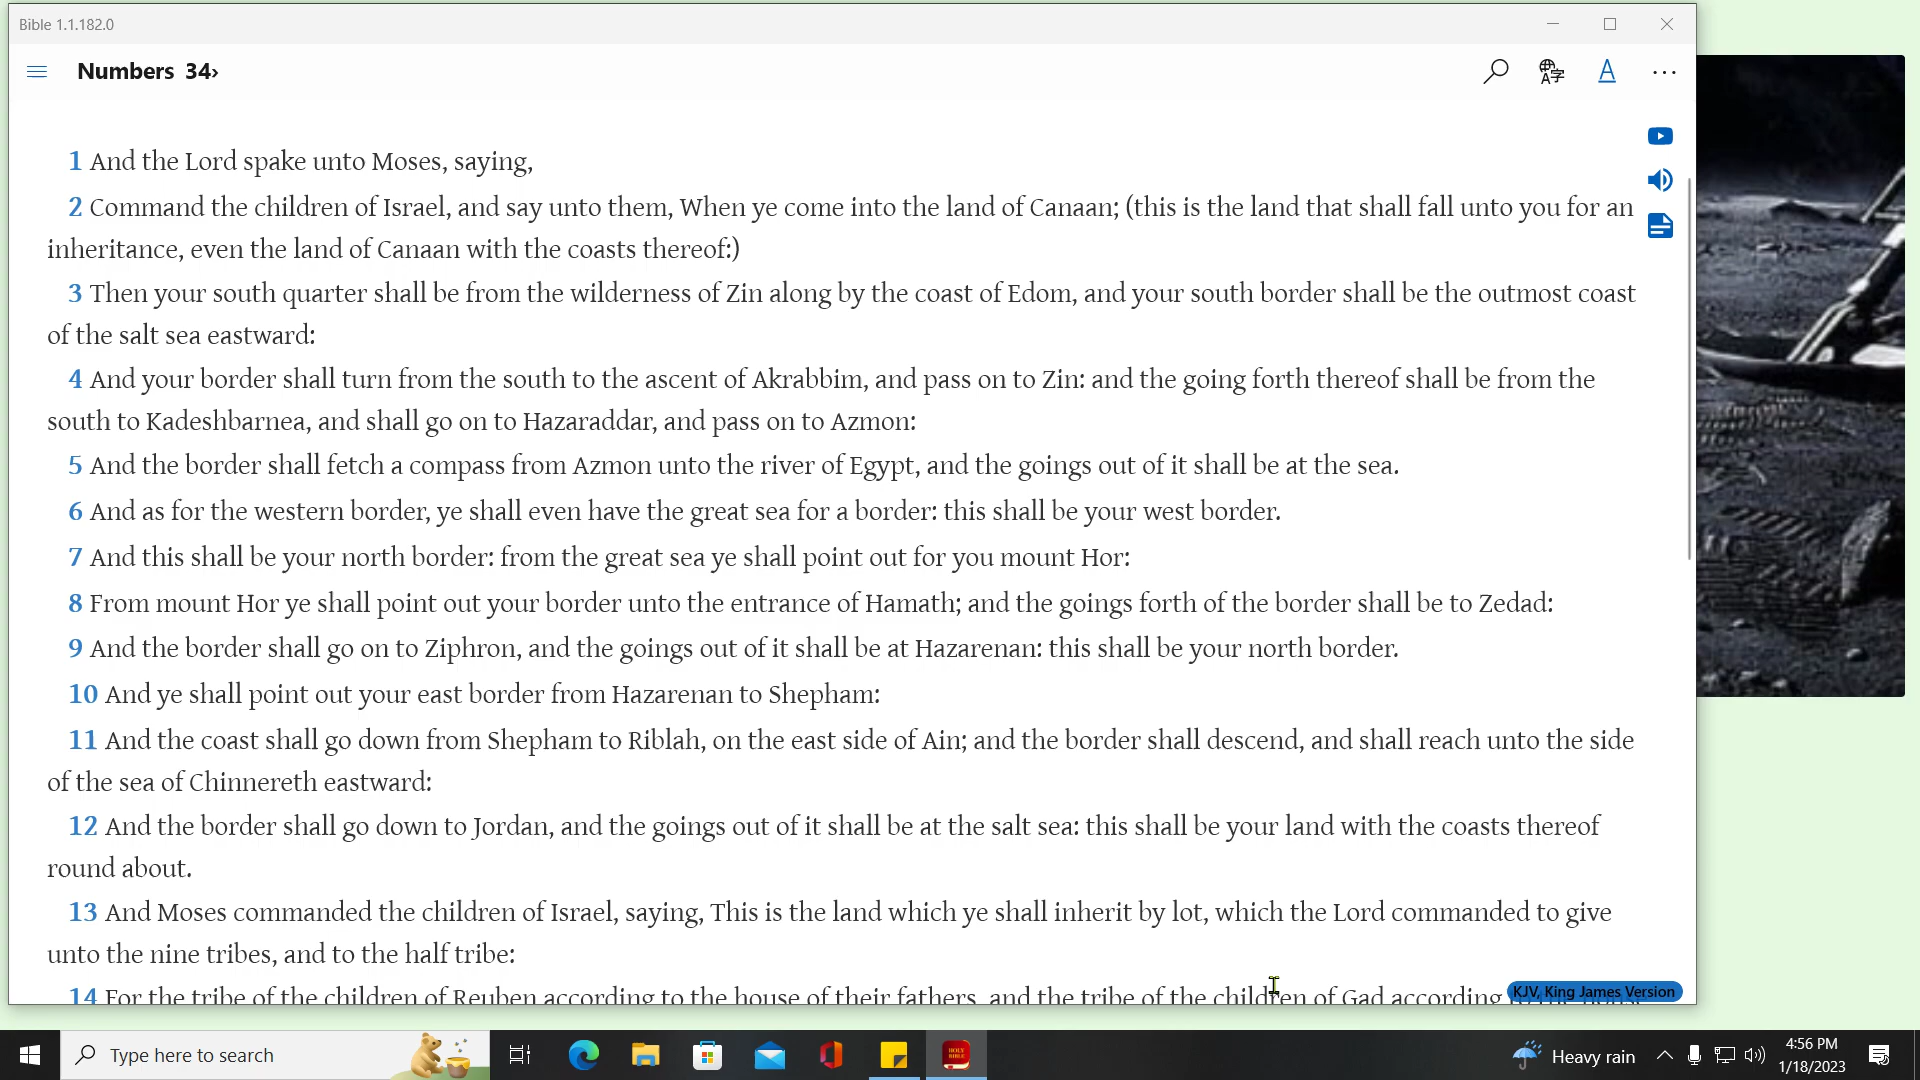 Bible 1.1.182.0
Numbers 34›
1 And the Lord spake unto Moses, saying,
2 Command the children of Israel, and say unto them, When ye come into the land of Canaan; (this is the land that shall fall unto you for an
inheritance, even the land of Canaan with the coasts thereof:)
3 Then your south quarter shall be from the wilderness of Zin along by the coast of Edom, and your south border shall be the outmost coast
of the salt sea eastward:
4 And your border shall turn from the south to the ascent of Akrabbim, and pass on to Zin: and the going forth thereof shall be from the
south to Kadeshbarnea, and shall go on to Hazaraddar, and pass on to Azmon:
5 And the border shall fetch a compass from Azmon unto the river of Egypt, and the goings out of it shall be at the sea.
6 And as for the western border, ye shall even have the great sea for a border: this shall be your west border.
7 And this shall be your north border: from the great sea ye shall point out for you mount Hor:
8 From mount Hor ye shall point out your border unto the entrance of Hamath; and the goings forth of the border shall be to Zedad:
9 And the border shall go on to Ziphron, and the goings out of it shall be at Hazarenan: this shall be your north border.
10 And ye shall point out your east border from Hazarenan to Shepham:
11 And the coast shall go down from Shepham to Riblah, on the east side of Ain; and the border shall descend, and shall reach unto the side
of the sea of Chinnereth eastward:
12 And the border shall go down to Jordan, and the goings out of it shall be at the salt sea: this shall be your land with the coasts thereof
round about.
13 And Moses commanded the children of Israel, saying, This is the land which ye shall inherit by lot, which the Lord commanded to give
unto the nine tribes, and to the half tribe:
14 For the tribe of the children of Reuben according to the house of their fathers, and the tribe of the children of Gad according
KJV, King James Version
Type here to search
Heavy rain
4:56 PM
1/18/2023